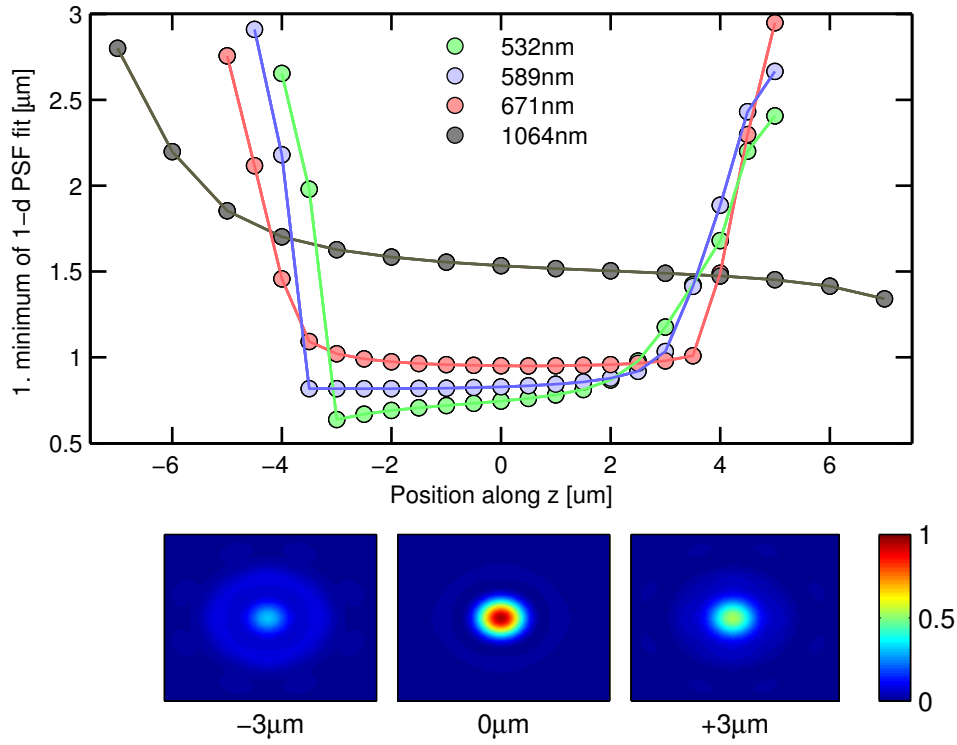 3
2.5
2
1.5
1
0.5
1. minimum of 1−d PSF fit [µm]
532nm
589nm
671nm
1064nm
−6 −4 −2 0 2 4 6
Position along z [um]
1
0.5
0
−3µm 0µm +3µm